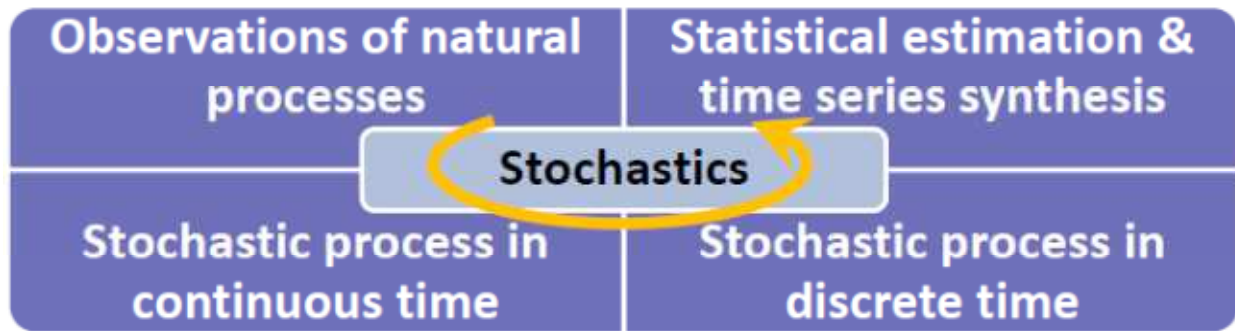 Observations of natural
processes
Statistical estimation &
time series synthesis
Stochastics
Stochastic process in
continuous time
Stochastic process in
discrete time